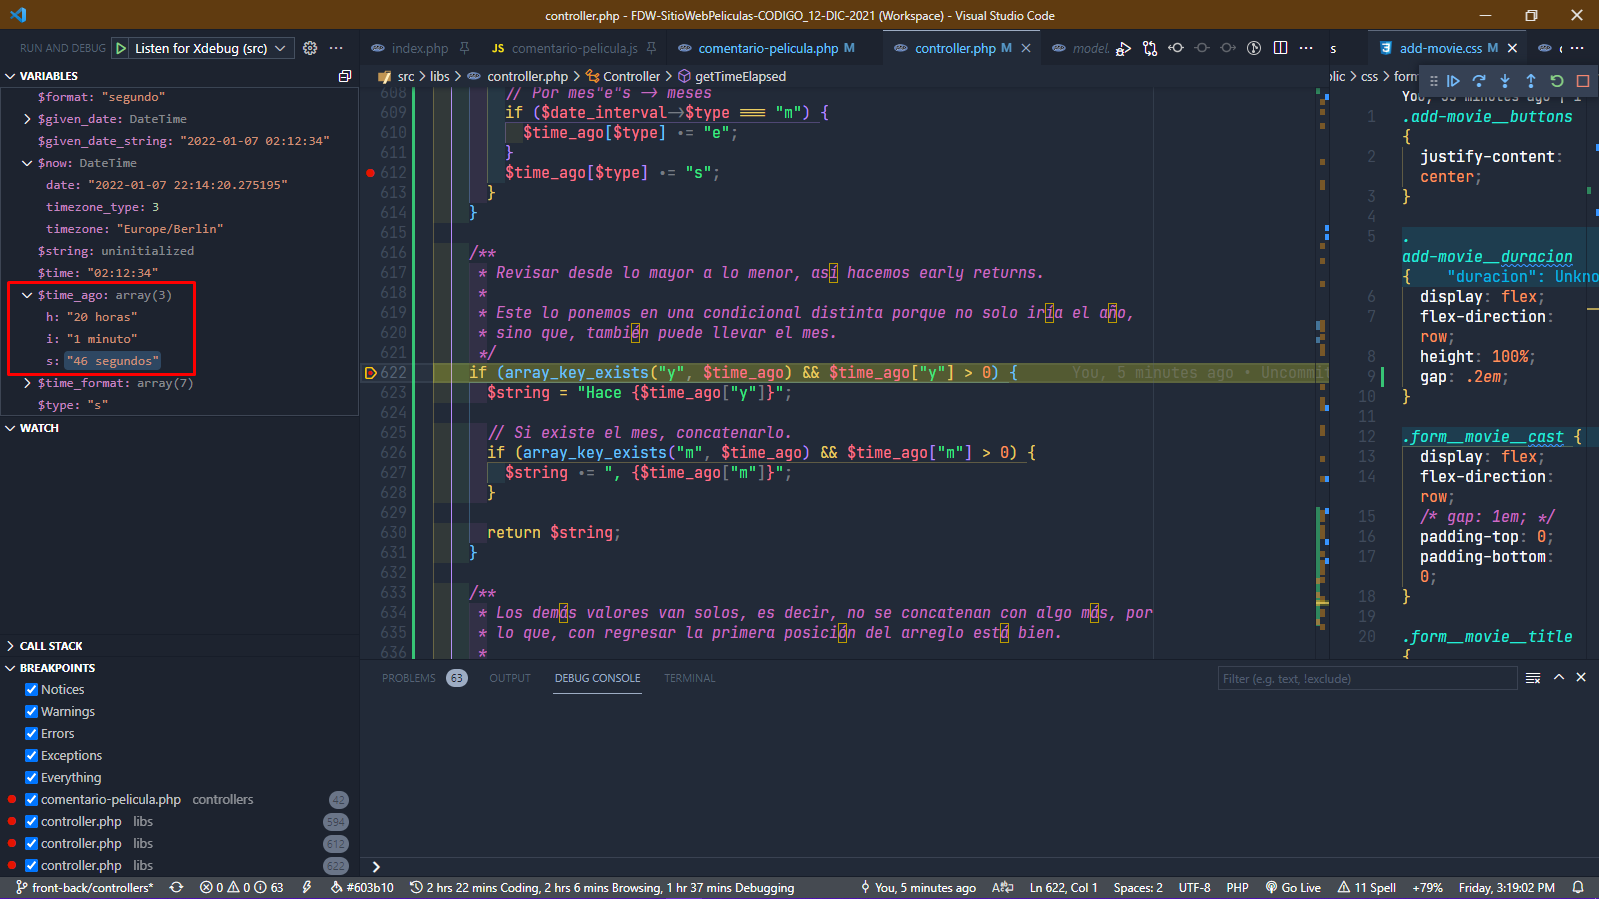 controller.php - FDW-SitioWebPeliculas-CODIGO_12-DIC-2021 (Workspace) - Visual Studio Code
RUN AND DEBUG
Listen for Xdebug (src)
index.php
JS comentario-pelicula.js
comentario-pelicula.php M
controller.php M
model.
s
add-movie.css M
c
src > libs > controller.php > Controller > getTimeElapsed
blic > css > form
VARIABLES
$format: "segundo"
$given_date: DateTime
$given_date_string: "2022-01-07 02:12:34"
$now: DateTime
date: "2022-01-07 22:14:20.275195"
timezone_type: 3
timezone: "Europe/Berlin"
$string: uninitialized
$time: "02:12:34"
$time_ago: array(3)
h: "20 horas"
i: "1 minuto"
s: "46 segundos"
$time_format: array(7)
$type: "s"
WATCH
CALL STACK
BREAKPOINTS
Notices
Warnings
Errors
Exceptions
Everything
comentario-pelicula.php controllers 42
controller.php libs 594
controller.php libs 612
controller.php libs 622
608 // Por mes"e"s -> meses
609 if ($date_interval->$type === "m") {
610 $time_ago[$type] .= "e";
611 }
612 $time_ago[$type] .= "s";
613 }
614 }
615
616 /**
617 * Revisar desde lo mayor a lo menor, así hacemos early returns.
618 *
619 * Este lo ponemos en una condicional distinta porque no solo iría el año,
620 * sino que, también puede llevar el mes.
621 */
622 if (array_key_exists("y", $time_ago) && $time_ago["y"] > 0) { You, 5 minutes ago • Uncommit
623 $string = "Hace {$time_ago["y"]}";
624
625 // Si existe el mes, concatenarlo.
626 if (array_key_exists("m", $time_ago) && $time_ago["m"] > 0) {
627 $string .= ", {$time_ago["m"]}";
628 }
629
630 return $string;
631 }
632
633 /**
634 * Los demás valores van solos, es decir, no se concatenan con algo más, por
635 * lo que, con regresar la primera posición del arreglo está bien.
636 *
1 .add-movie__buttons
{
2 justify-content:
center;
3 }
4
5 .
add-movie__duracion
{ "duracion": Unkno
6 display: flex;
7 flex-direction:
row;
8 height: 100%;
9 gap: .2em;
10 }
11
12 .form__movie__cast {
13 display: flex;
14 flex-direction:
row;
15 /* gap: 1em; */
16 padding-top: 0;
17 padding-bottom:
0;
18 }
19
20 .form__movie__title
{
PROBLEMS 63
OUTPUT
DEBUG CONSOLE
TERMINAL
Filter (e.g. text, !exclude)
front-back/controllers*
0 0 63
#603b10
2 hrs 22 mins Coding, 2 hrs 6 mins Browsing, 1 hr 37 mins Debugging
You, 5 minutes ago
Ln 622, Col 1
Spaces: 2
UTF-8
PHP
Go Live
11 Spell
+79%
Friday, 3:19:02 PM